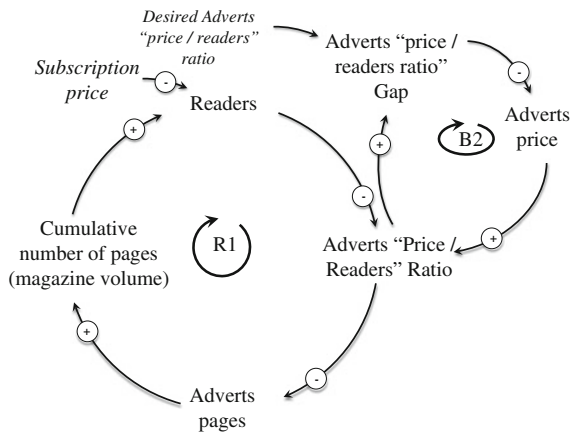 Desired Adverts
“price / readers”
ratio
Adverts “price /
readers ratio”
Gap
-
Subscription
price
-
Readers
Adverts
price
+
+
B2
-
Cumulative
number of pages
(magazine volume)
R1
Adverts “Price /
Readers” Ratio
+
+
-
Adverts
pages